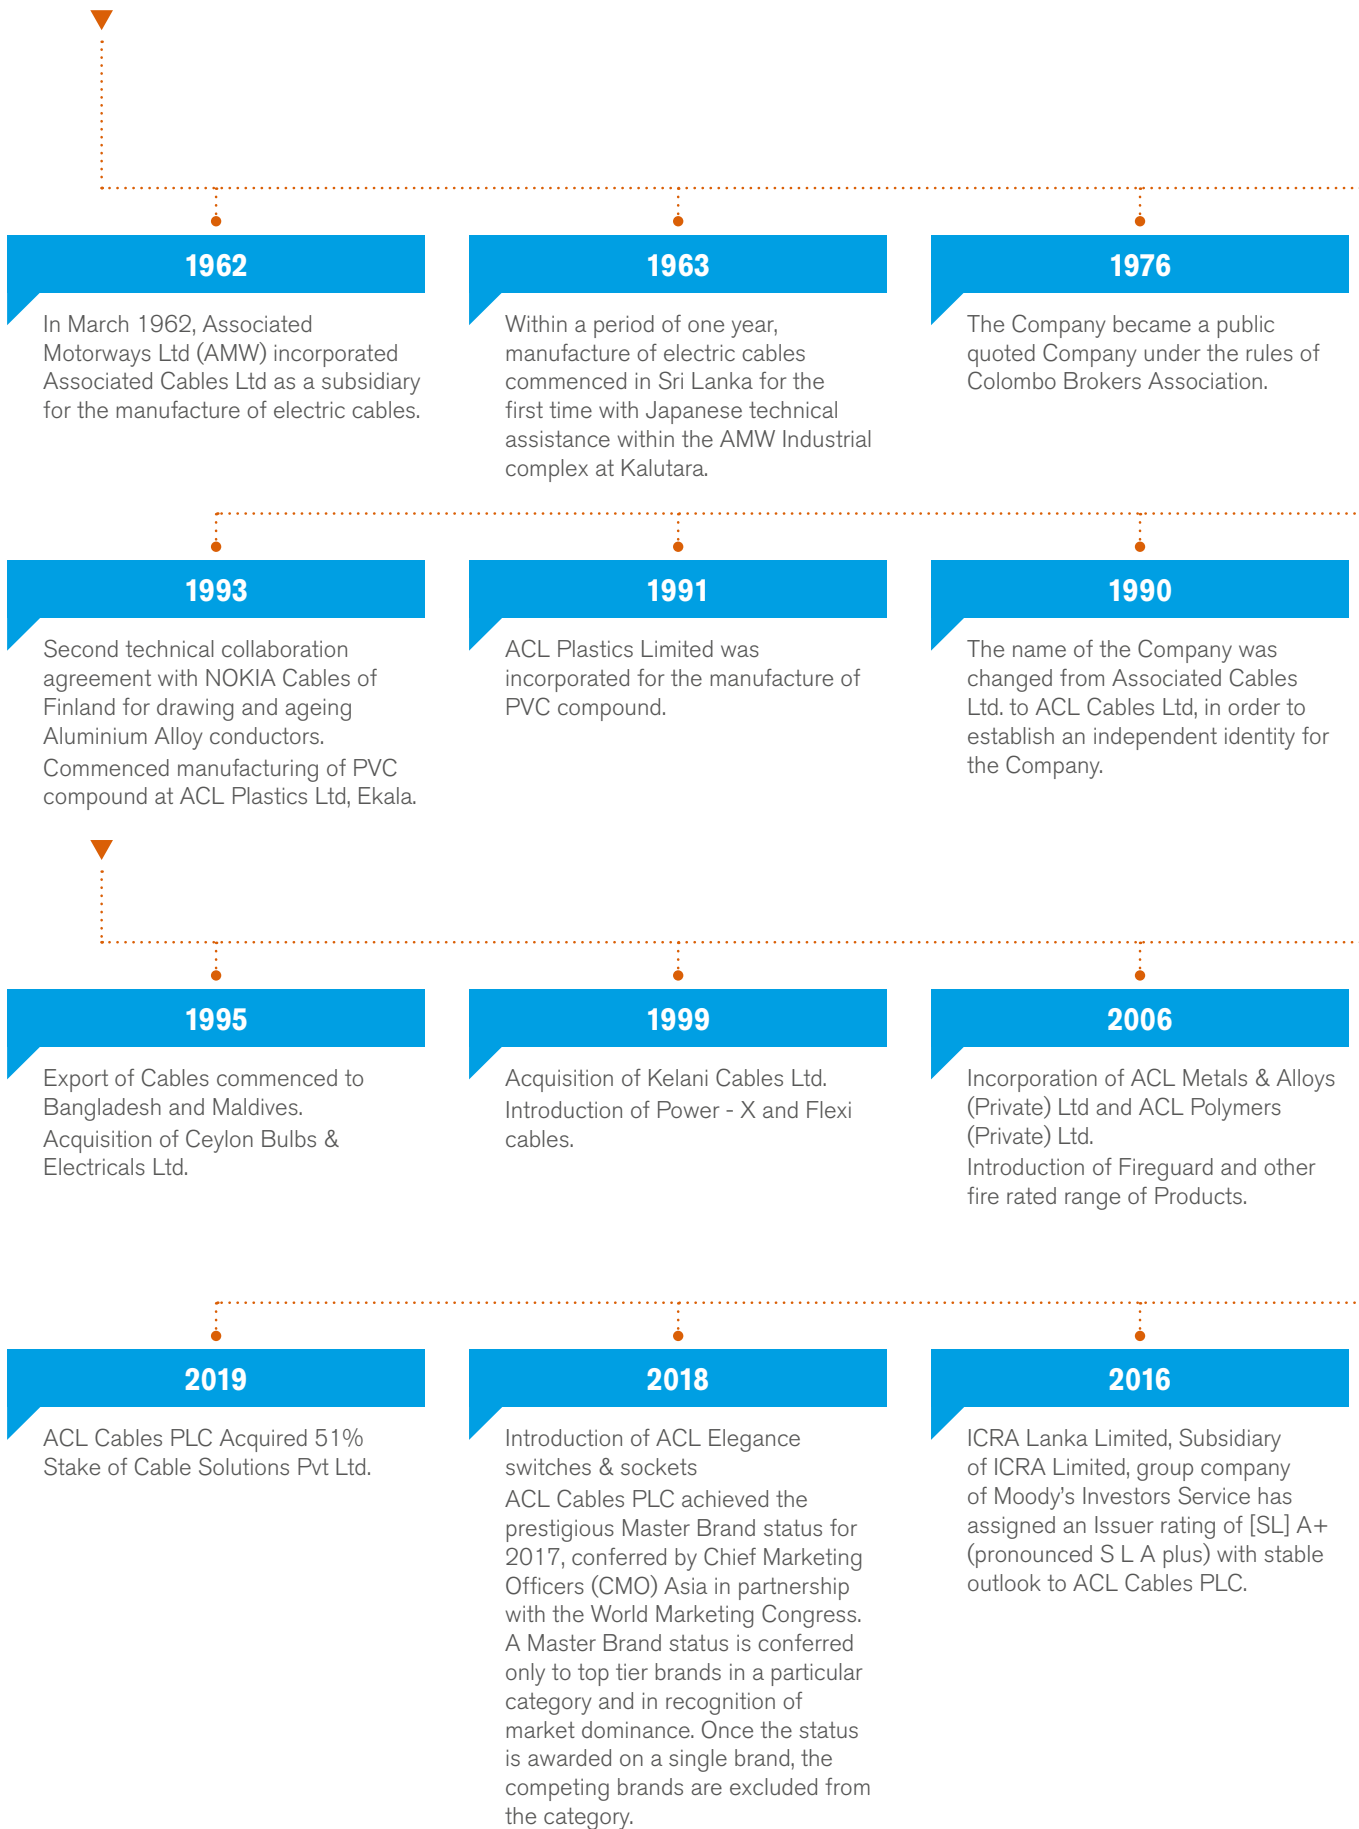 1962
In March 1962, Associated
Motorways Ltd (AMW) incorporated
Associated Cables Ltd as a subsidiary
for the manufacture of electric cables.
1963
Within a period of one year,
manufacture of electric cables
commenced in Sri Lanka for the
first time with Japanese technical
assistance within the AMW Industrial
complex at Kalutara.
1976
The Company became a public
quoted Company under the rules of
Colombo Brokers Association.
1993
Second technical collaboration
agreement with NOKIA Cables of
Finland for drawing and ageing
Aluminium Alloy conductors.
Commenced manufacturing of PVC
compound at ACL Plastics Ltd, Ekala.
1991
ACL Plastics Limited was
incorporated for the manufacture of
PVC compound.
1990
The name of the Company was
changed from Associated Cables
Ltd. to ACL Cables Ltd, in order to
establish an independent identity for
the Company.
1995
Export of Cables commenced to
Bangladesh and Maldives.
Acquisition of Ceylon Bulbs &
Electricals Ltd.
1999
Acquisition of Kelani Cables Ltd.
Introduction of Power - X and Flexi
cables.
2006
Incorporation of ACL Metals & Alloys
(Private) Ltd and ACL Polymers
(Private) Ltd.
Introduction of Fireguard and other
fire rated range of Products.
2019
ACL Cables PLC Acquired 51%
Stake of Cable Solutions Pvt Ltd.
2018
Introduction of ACL Elegance
switches & sockets
ACL Cables PLC achieved the
prestigious Master Brand status for
2017, conferred by Chief Marketing
Officers (CMO) Asia in partnership
with the World Marketing Congress.
A Master Brand status is conferred
only to top tier brands in a particular
category and in recognition of
market dominance. Once the status
is awarded on a single brand, the
competing brands are excluded from
the category.
2016
ICRA Lanka Limited, Subsidiary
of ICRA Limited, group company
of Moody's Investors Service has
assigned an Issuer rating of [SL] A+
(pronounced S L A plus) with stable
outlook to ACL Cables PLC.